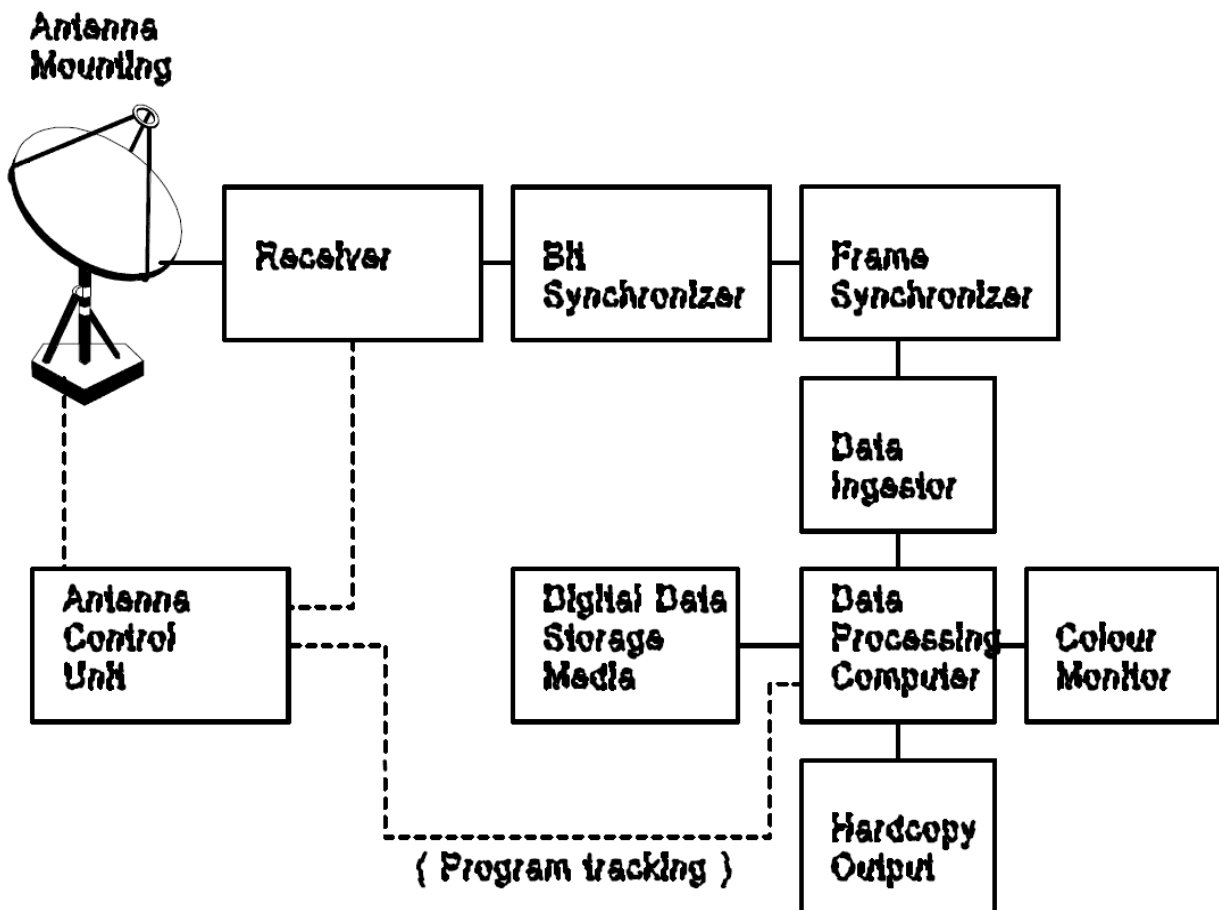 Antenna
Mounting
Receiver
Bit
Synchronizer
Frame
Synchronizer
Data
Ingestor
Antenna
Control
Unit
Digital Data
Storage
Media
Data
Processing
Computer
Colour
Monitor
Hardcopy
Output
( Program tracking )